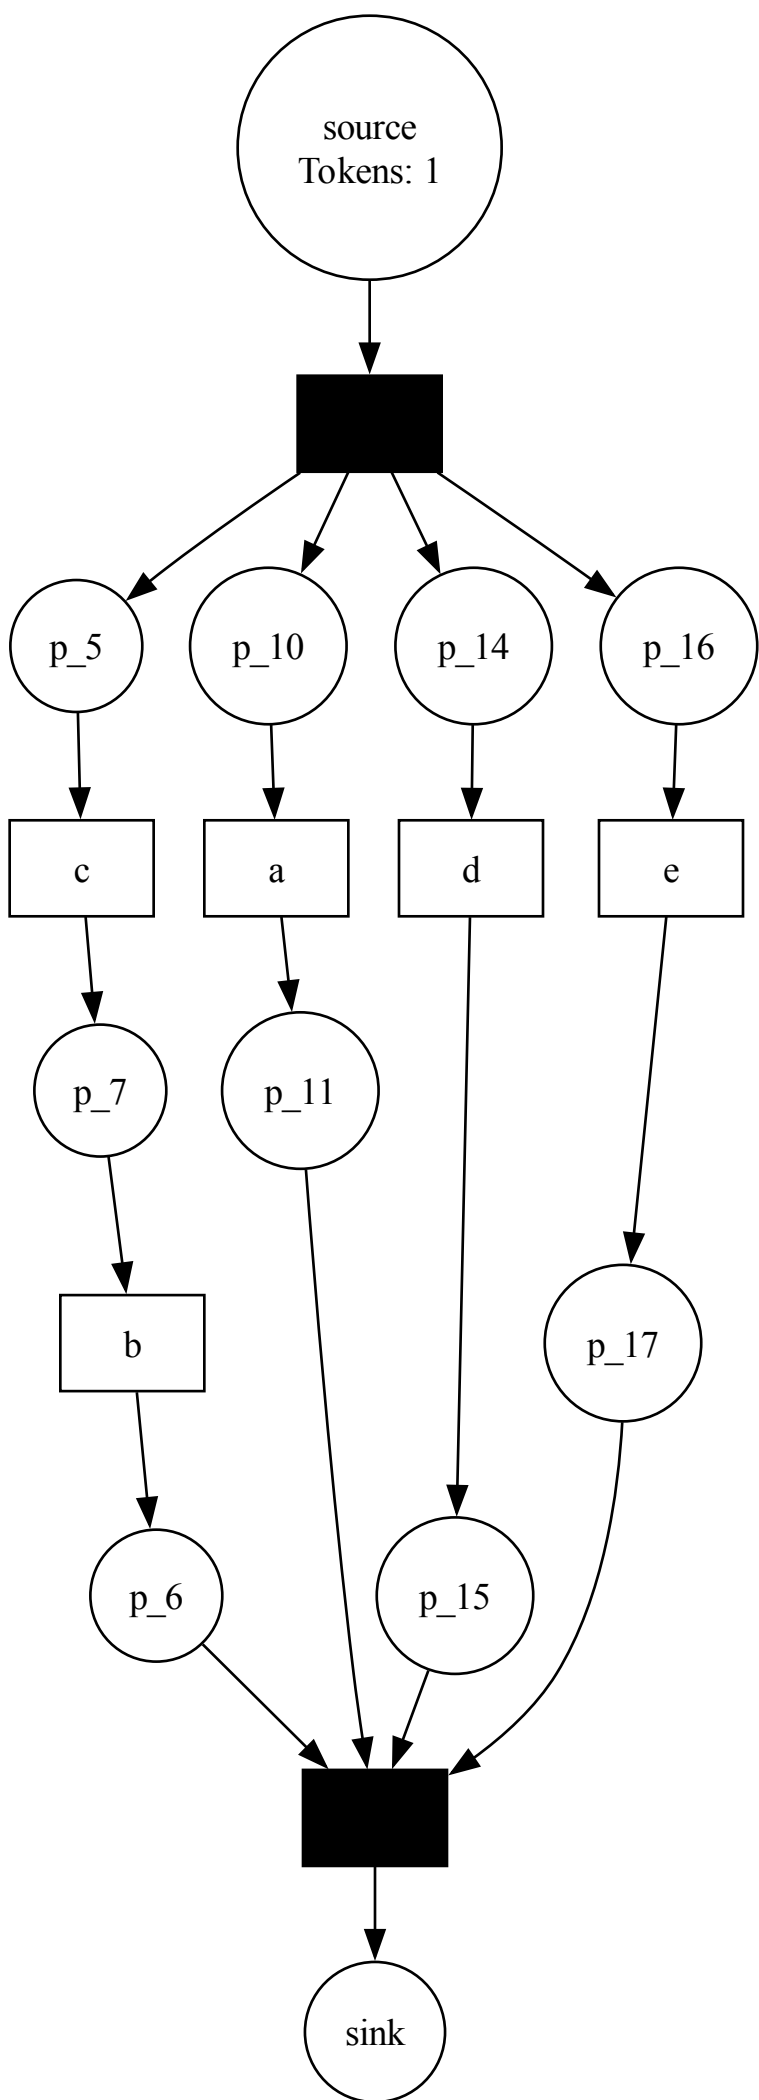 source
Tokens: 1
p_5
p_10
p_14
p_16
c
a
d
e
p_7
p_11
b
p_17
p_6
p_15
sink